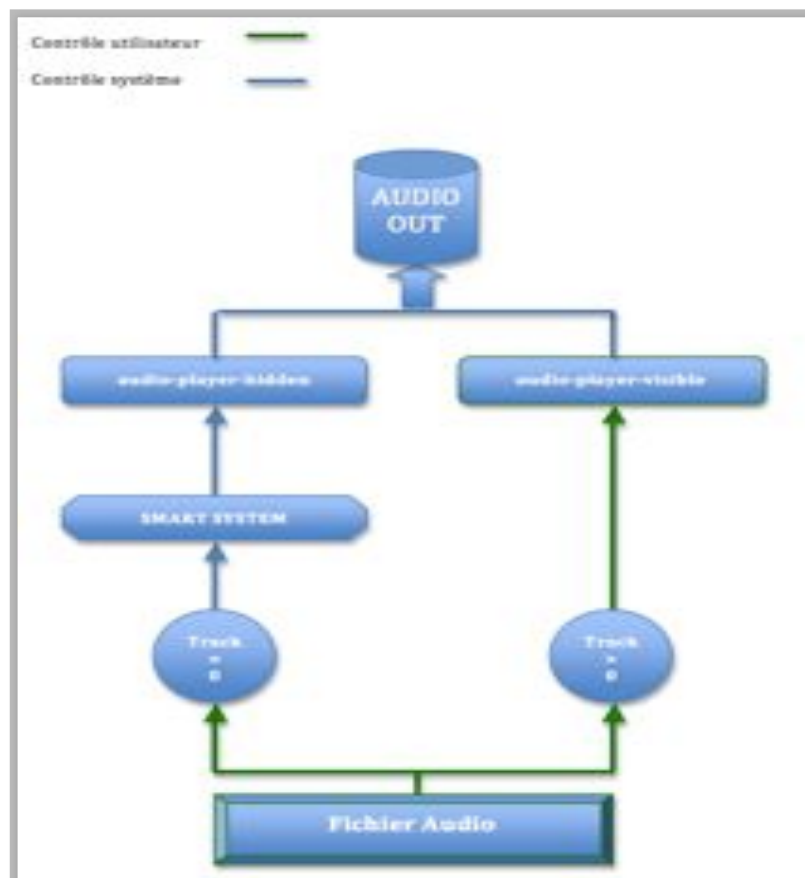 Contrôle utilisateur
Contrôle système
AUDIO
OUT
audio-player-hidden
audio-player-visible
SMART SYSTEM
Track
0
Track
0
Fichier Audio